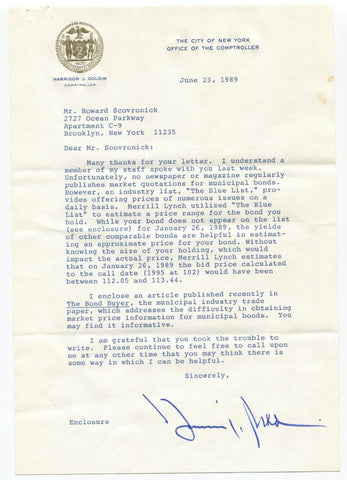 THE CITY OF NEW YORK
OFFICE OF THE COMPTROLLER
HARRISON J. GOLDIN
COMPTROLLER
June 23, 1989
Mr. Howard Scovronick
2727 Ocean Parkway
Apartment C-9
Brooklyn, New York 11235
Dear Mr. Scovronick:
Many thanks for your letter. I understand a
member of my staff spoke with you last week.
Unfortunately, no newspaper or magazine regularly
publishes market quotations for municipal bonds.
However, an industry list, "The Blue List," pro-
vides offering prices of numerous issues on a
daily basis. Merrill Lynch utilized "The Blue
List" to estimate a price range for the bond you
hold. While your bond does not appear on the list
(see enclosure) for January 26, 1989, the yields
of other comparable bonds are helpful in estimat-
ing an approximate price for your bond. Without
knowing the size of your holding, which would
impact the actual price, Merrill Lynch estimates
that on January 26, 1989 the bid price calculated
to the call date (1995 at 102) would have been
between 112.05 and 113.44.
I enclose an article published recently in
The Bond Buyer, the municipal industry trade
paper, which addresses the difficulty in obtaining
market price information for municipal bonds. You
may find it informative.
I am grateful that you took the trouble to
write. Please continue to feel free to call upon
me at any other time that you may think there is
some way in which I can be helpful.
Sincerely,
Enclosure